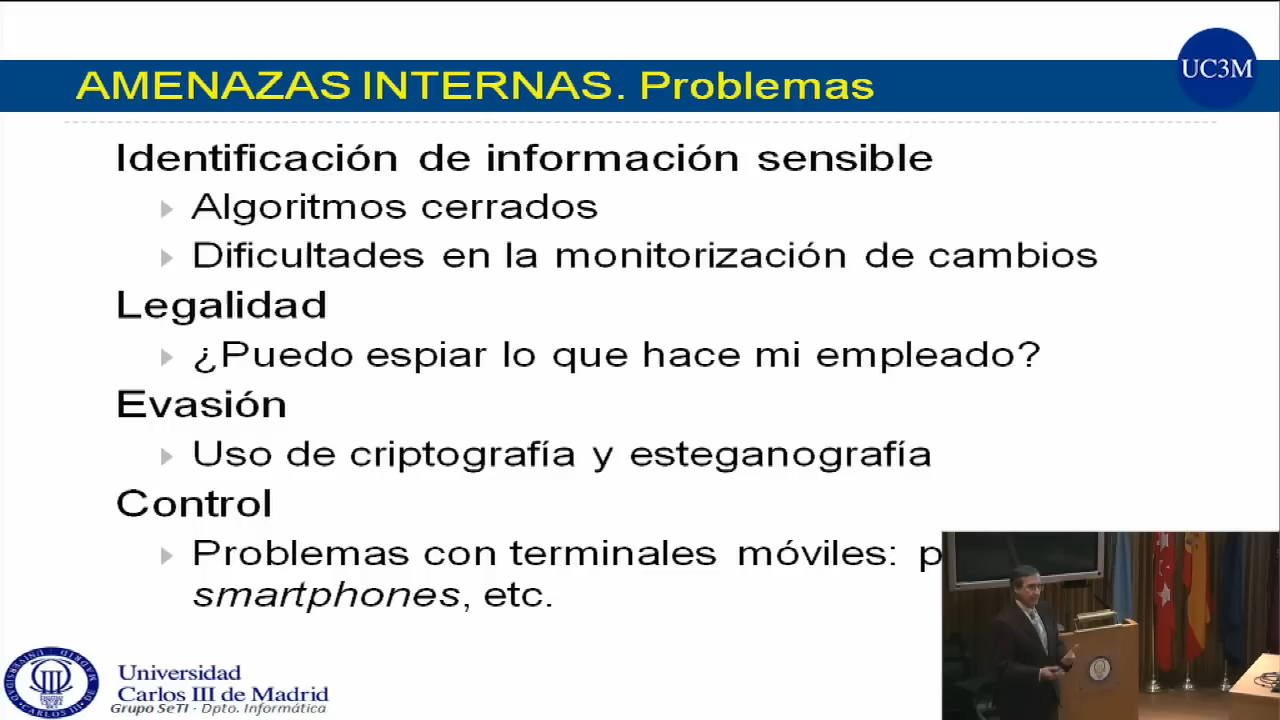 AMENAZAS INTERNAS. Problemas
UC3M
Identificación de información sensible
Algoritmos cerrados
Dificultades en la monitorización de cambios
Legalidad
¿Puedo espiar lo que hace mi empleado?
Evasión
Uso de criptografía y esteganografía
Control
Problemas con terminales móviles: p
smartphones, etc.
Universidad
Carlos III de Madrid
Grupo SeTI - Dpto. Informática